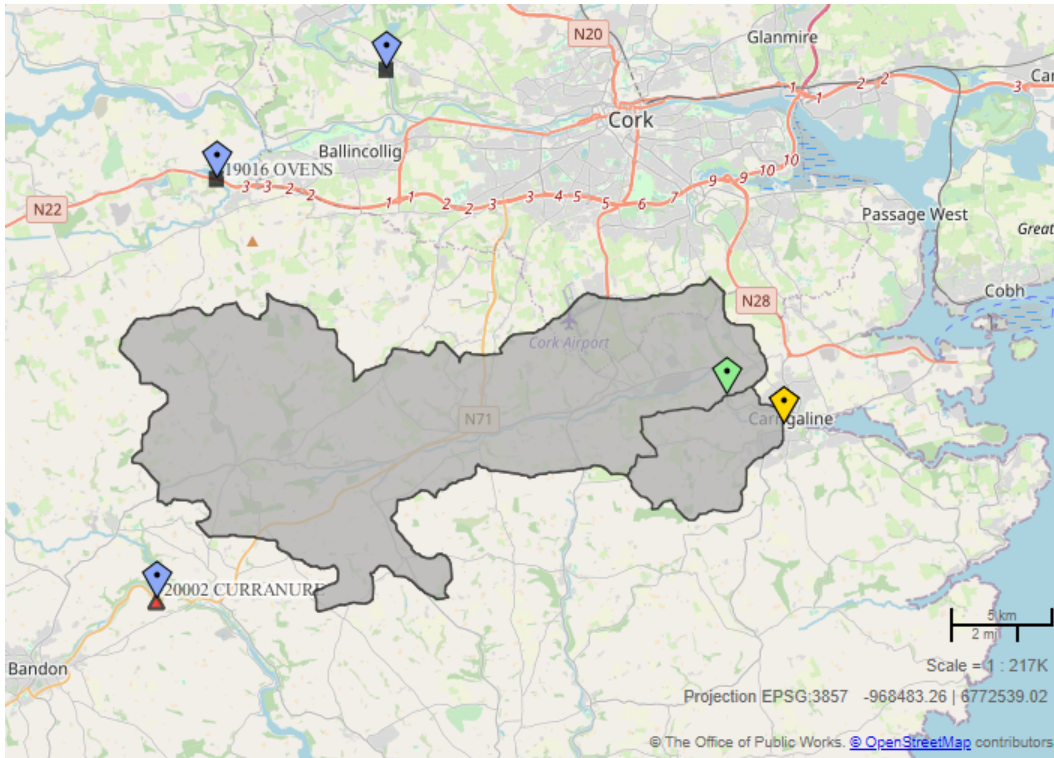 N20
Glanmire
Car
Cork
Ballincollig
19016 OVENS
N22
Passage West
Great
N28
Cobh
Cork Airport
N71
Carrigaline
20002 CURRANURE
Bandon
5 km
2 mi
Scale = 1 : 217K
Projection EPSG:3857 -968483.26 | 6772539.02
© The Office of Public Works. © OpenStreetMap contributors